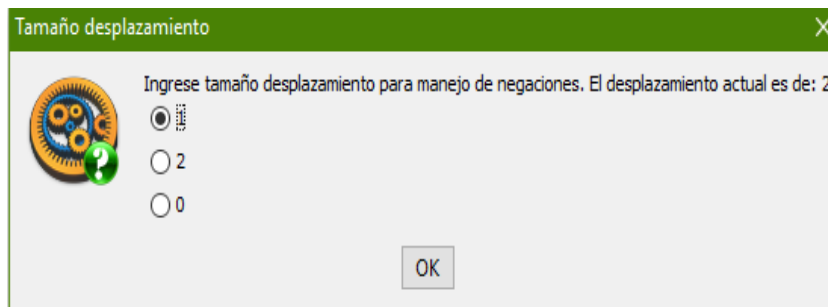 Tamaño desplazamiento
Ingrese tamaño desplazamiento para manejo de negaciones. El desplazamiento actual es de: 2
1
2
0
OK